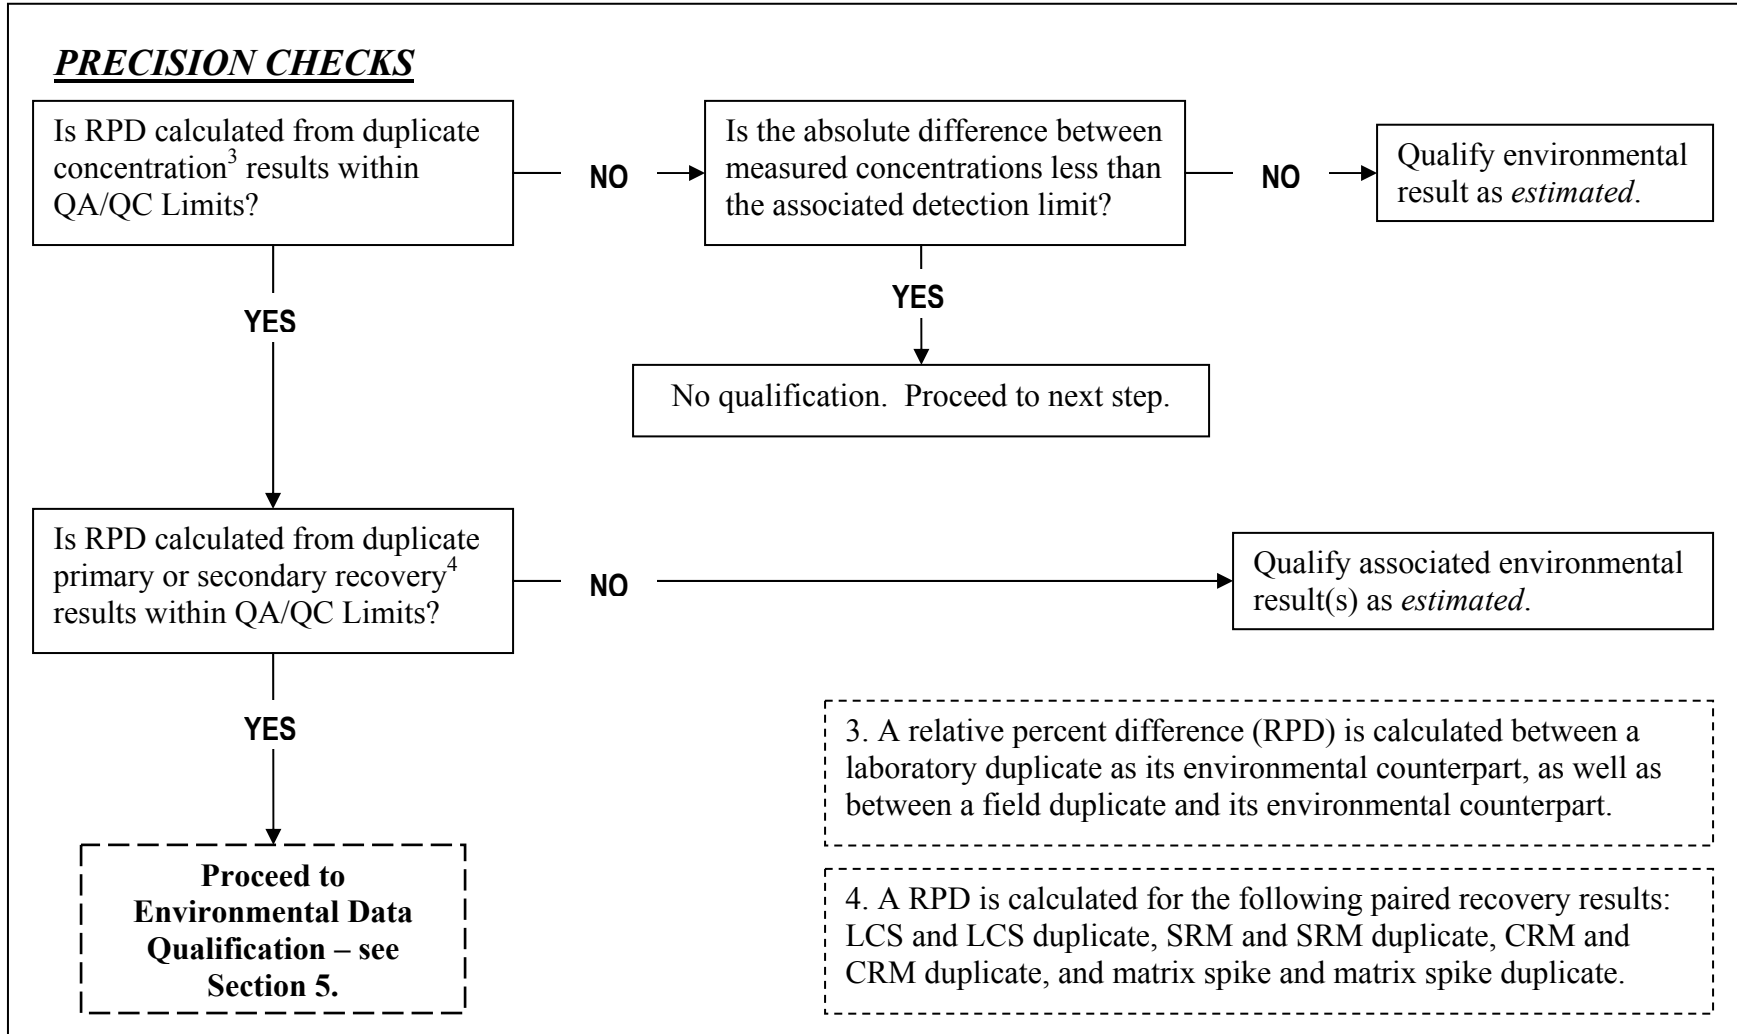 PRECISION CHECKS
Is RPD calculated from duplicate
concentration³ results within
QA/QC Limits?
NO
Is the absolute difference between
measured concentrations less than
the associated detection limit?
NO
Qualify environmental
result as estimated.
YES
YES
No qualification. Proceed to next step.
Is RPD calculated from duplicate
primary or secondary recovery⁴
results within QA/QC Limits?
NO
Qualify associated environmental
result(s) as estimated.
YES
Proceed to
Environmental Data
Qualification – see
Section 5.
3. A relative percent difference (RPD) is calculated between a
laboratory duplicate as its environmental counterpart, as well as
between a field duplicate and its environmental counterpart.
4. A RPD is calculated for the following paired recovery results:
LCS and LCS duplicate, SRM and SRM duplicate, CRM and
CRM duplicate, and matrix spike and matrix spike duplicate.